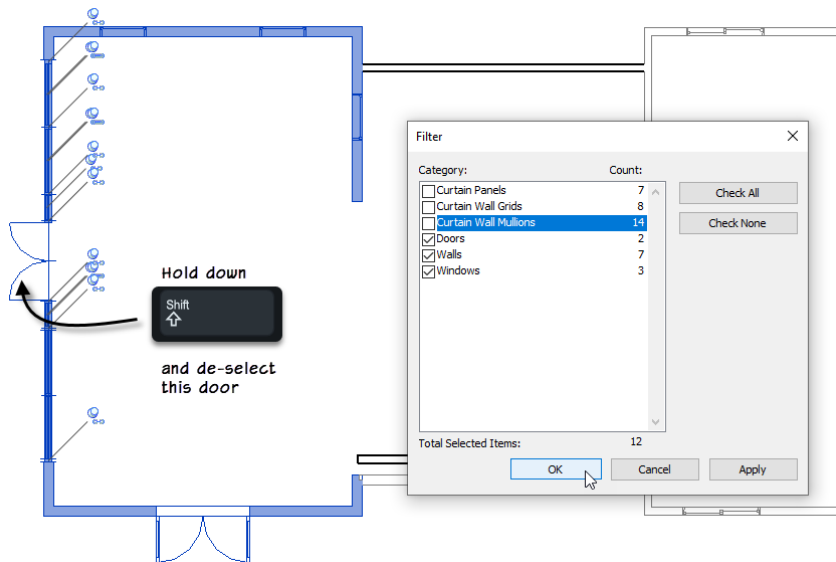 Filter
Category: Count:
Curtain Panels 7
Curtain Wall Grids 8
Curtain Wall Mullions 14
Doors 2
Walls 7
Windows 3
Check All
Check None
Total Selected Items: 12
OK Cancel Apply
Hold down
Shift
and de-select
this door